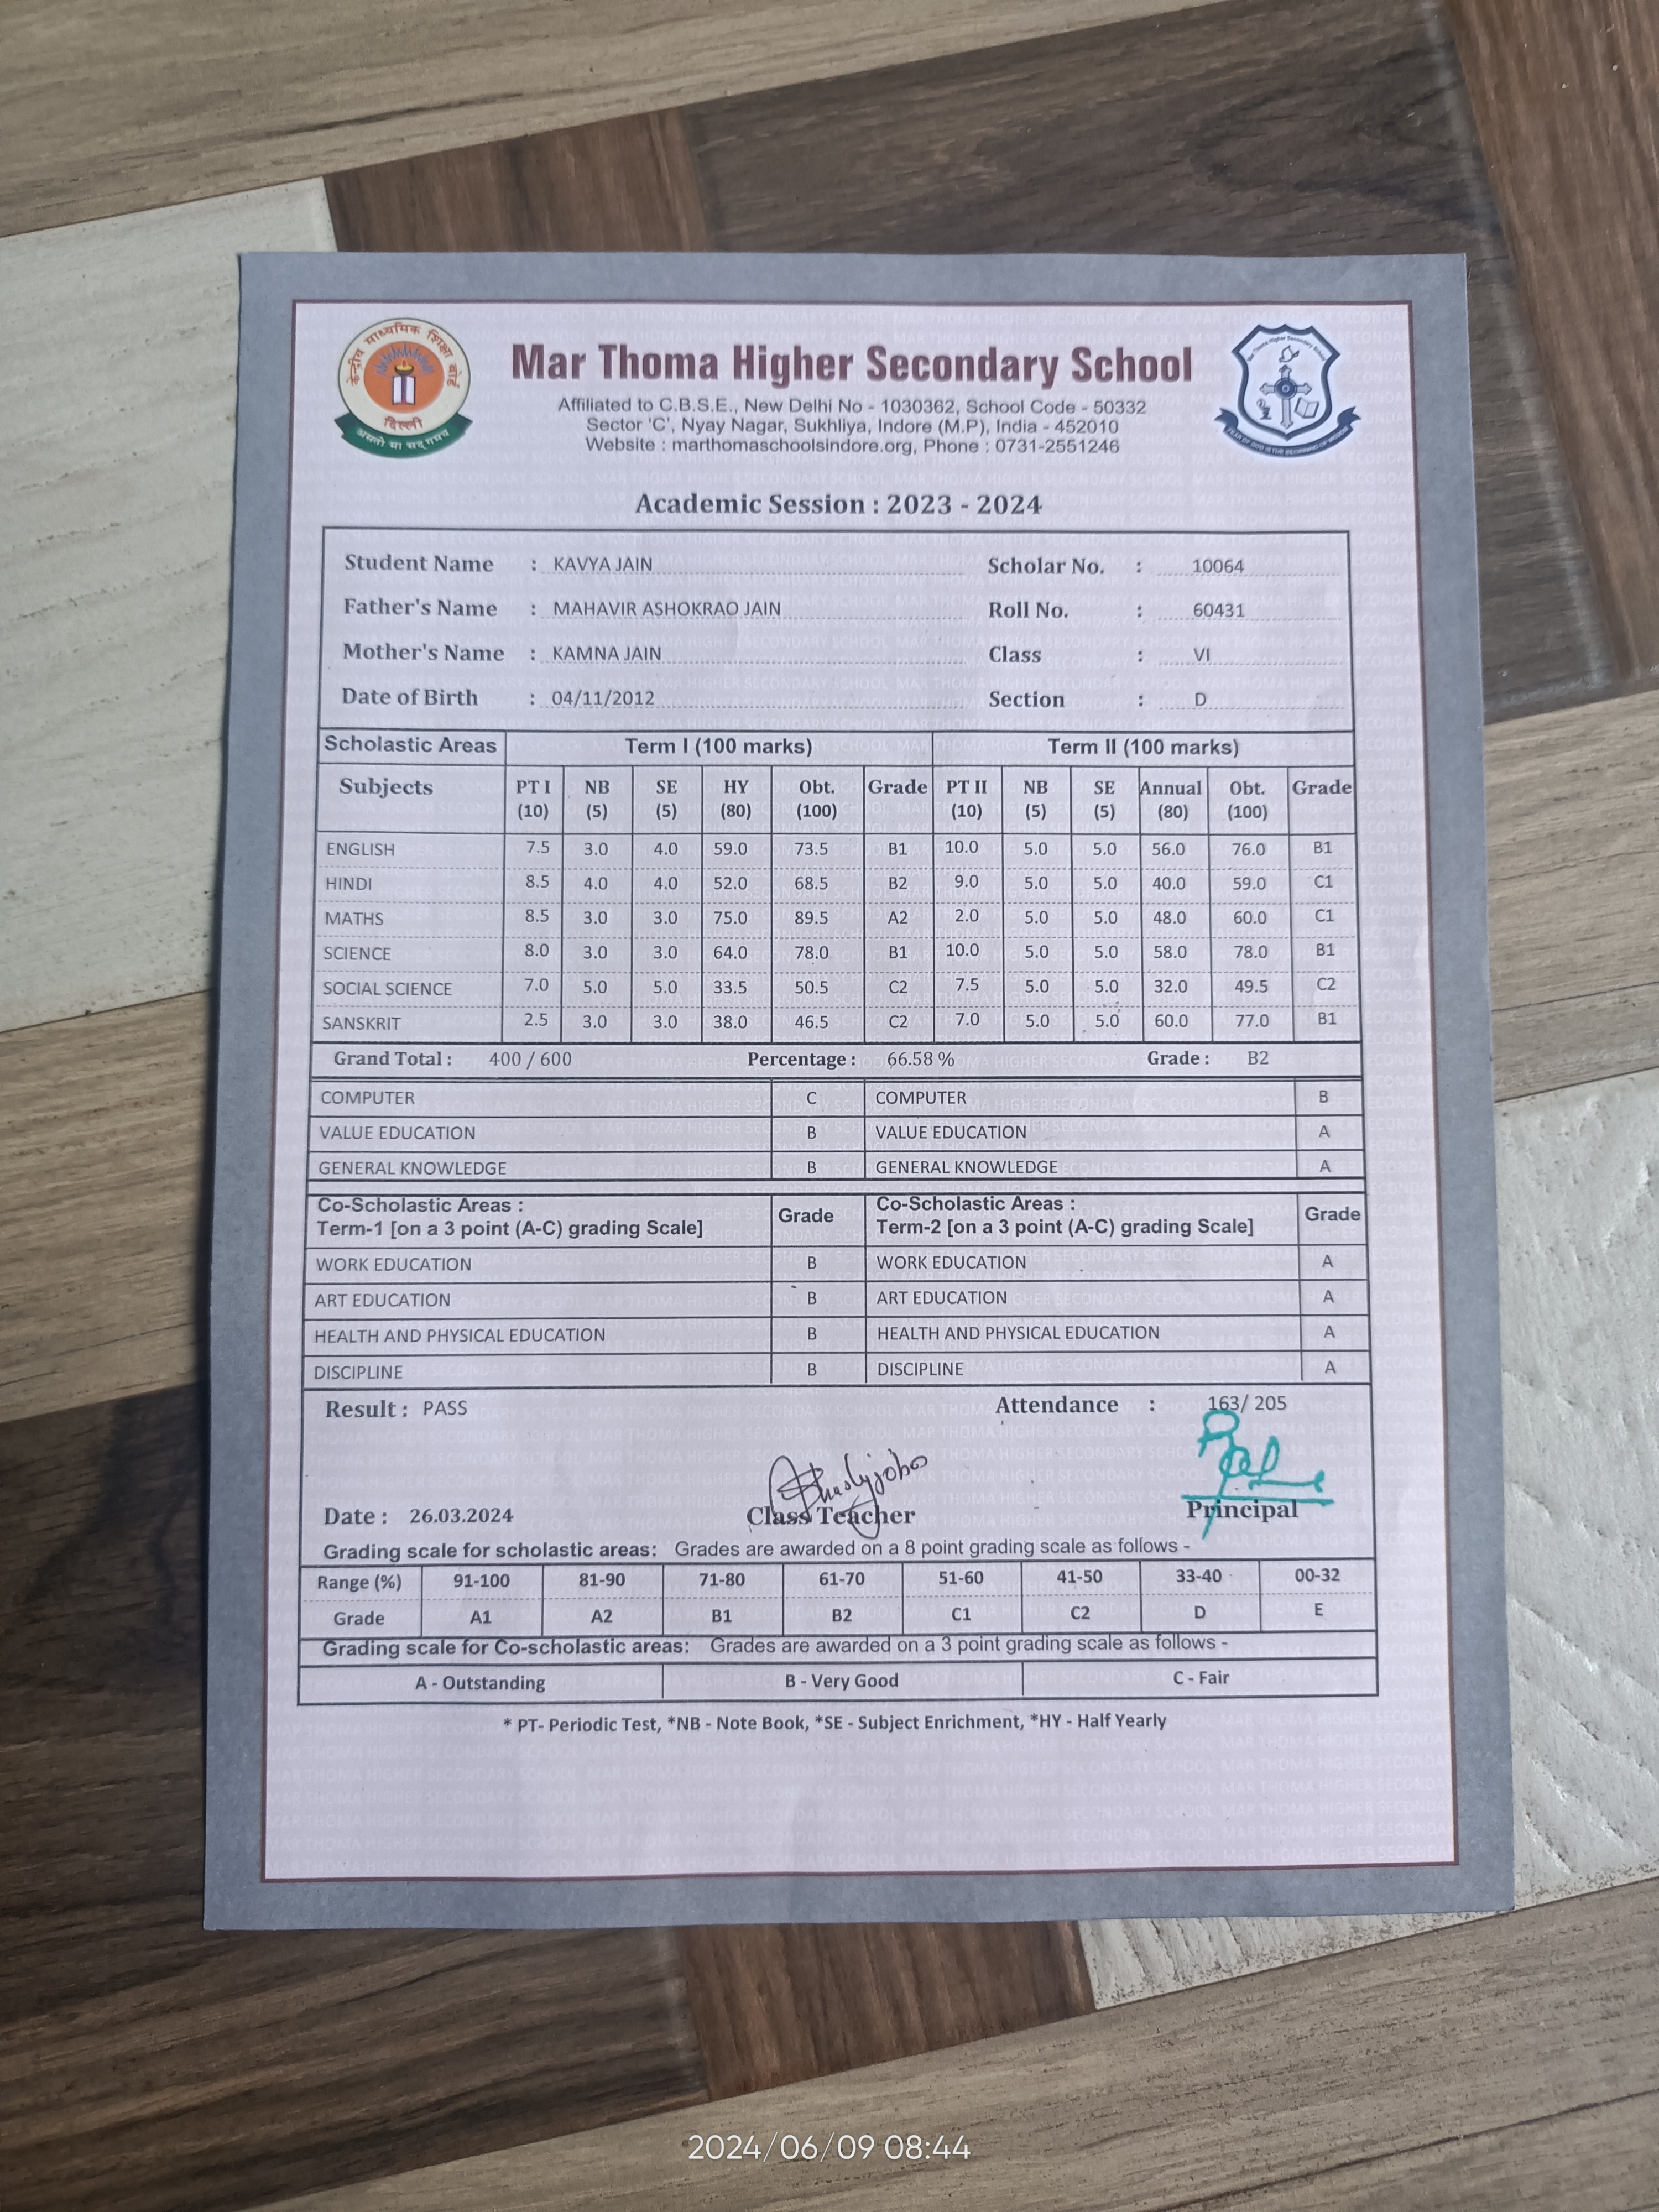 केन्द्रीय माध्यमिक शिक्षा बोर्ड
दिल्ली
असतो मा सद् गमय
Mar Thoma Higher Secondary School
Affiliated to C.B.S.E., New Delhi No - 1030362, School Code - 50332
Sector 'C', Nyay Nagar, Sukhliya, Indore (M.P), India - 452010
Website : marthomaschoolsindore.org, Phone : 0731-2551246
Academic Session : 2023 - 2024
Student Name : KAVYA JAIN Scholar No. : 10064
Father's Name : MAHAVIR ASHOKRAO JAIN Roll No. : 60431
Mother's Name : KAMNA JAIN Class : VI
Date of Birth : 04/11/2012 Section : D
Scholastic Areas Term I (100 marks) Term II (100 marks)
Subjects PT I NB SE HY Obt. Grade PT II NB SE Annual Obt. Grade
(10) (5) (5) (80) (100) (10) (5) (5) (80) (100)
ENGLISH 7.5 3.0 4.0 59.0 73.5 B1 10.0 5.0 5.0 56.0 76.0 B1
HINDI 8.5 4.0 4.0 52.0 68.5 B2 9.0 5.0 5.0 40.0 59.0 C1
MATHS 8.5 3.0 3.0 75.0 89.5 A2 2.0 5.0 5.0 48.0 60.0 C1
SCIENCE 8.0 3.0 3.0 64.0 78.0 B1 10.0 5.0 5.0 58.0 78.0 B1
SOCIAL SCIENCE 7.0 5.0 5.0 33.5 50.5 C2 7.5 5.0 5.0 32.0 49.5 C2
SANSKRIT 2.5 3.0 3.0 38.0 46.5 C2 7.0 5.0 5.0 60.0 77.0 B1
Grand Total : 400 / 600 Percentage : 66.58 % Grade : B2
COMPUTER C COMPUTER B
VALUE EDUCATION B VALUE EDUCATION A
GENERAL KNOWLEDGE B GENERAL KNOWLEDGE A
Co-Scholastic Areas : Co-Scholastic Areas :
Term-1 [on a 3 point (A-C) grading Scale] Grade Term-2 [on a 3 point (A-C) grading Scale] Grade
WORK EDUCATION B WORK EDUCATION A
ART EDUCATION B ART EDUCATION A
HEALTH AND PHYSICAL EDUCATION B HEALTH AND PHYSICAL EDUCATION A
DISCIPLINE B DISCIPLINE A
Result : PASS Attendance : 163/ 205
Date : 26.03.2024 Class Teacher Principal
Grading scale for scholastic areas: Grades are awarded on a 8 point grading scale as follows -
Range (%) 91-100 81-90 71-80 61-70 51-60 41-50 33-40 00-32
Grade A1 A2 B1 B2 C1 C2 D E
Grading scale for Co-scholastic areas: Grades are awarded on a 3 point grading scale as follows -
A - Outstanding B - Very Good C - Fair
* PT- Periodic Test, *NB - Note Book, *SE - Subject Enrichment, *HY - Half Yearly
2024/06/09 08:44